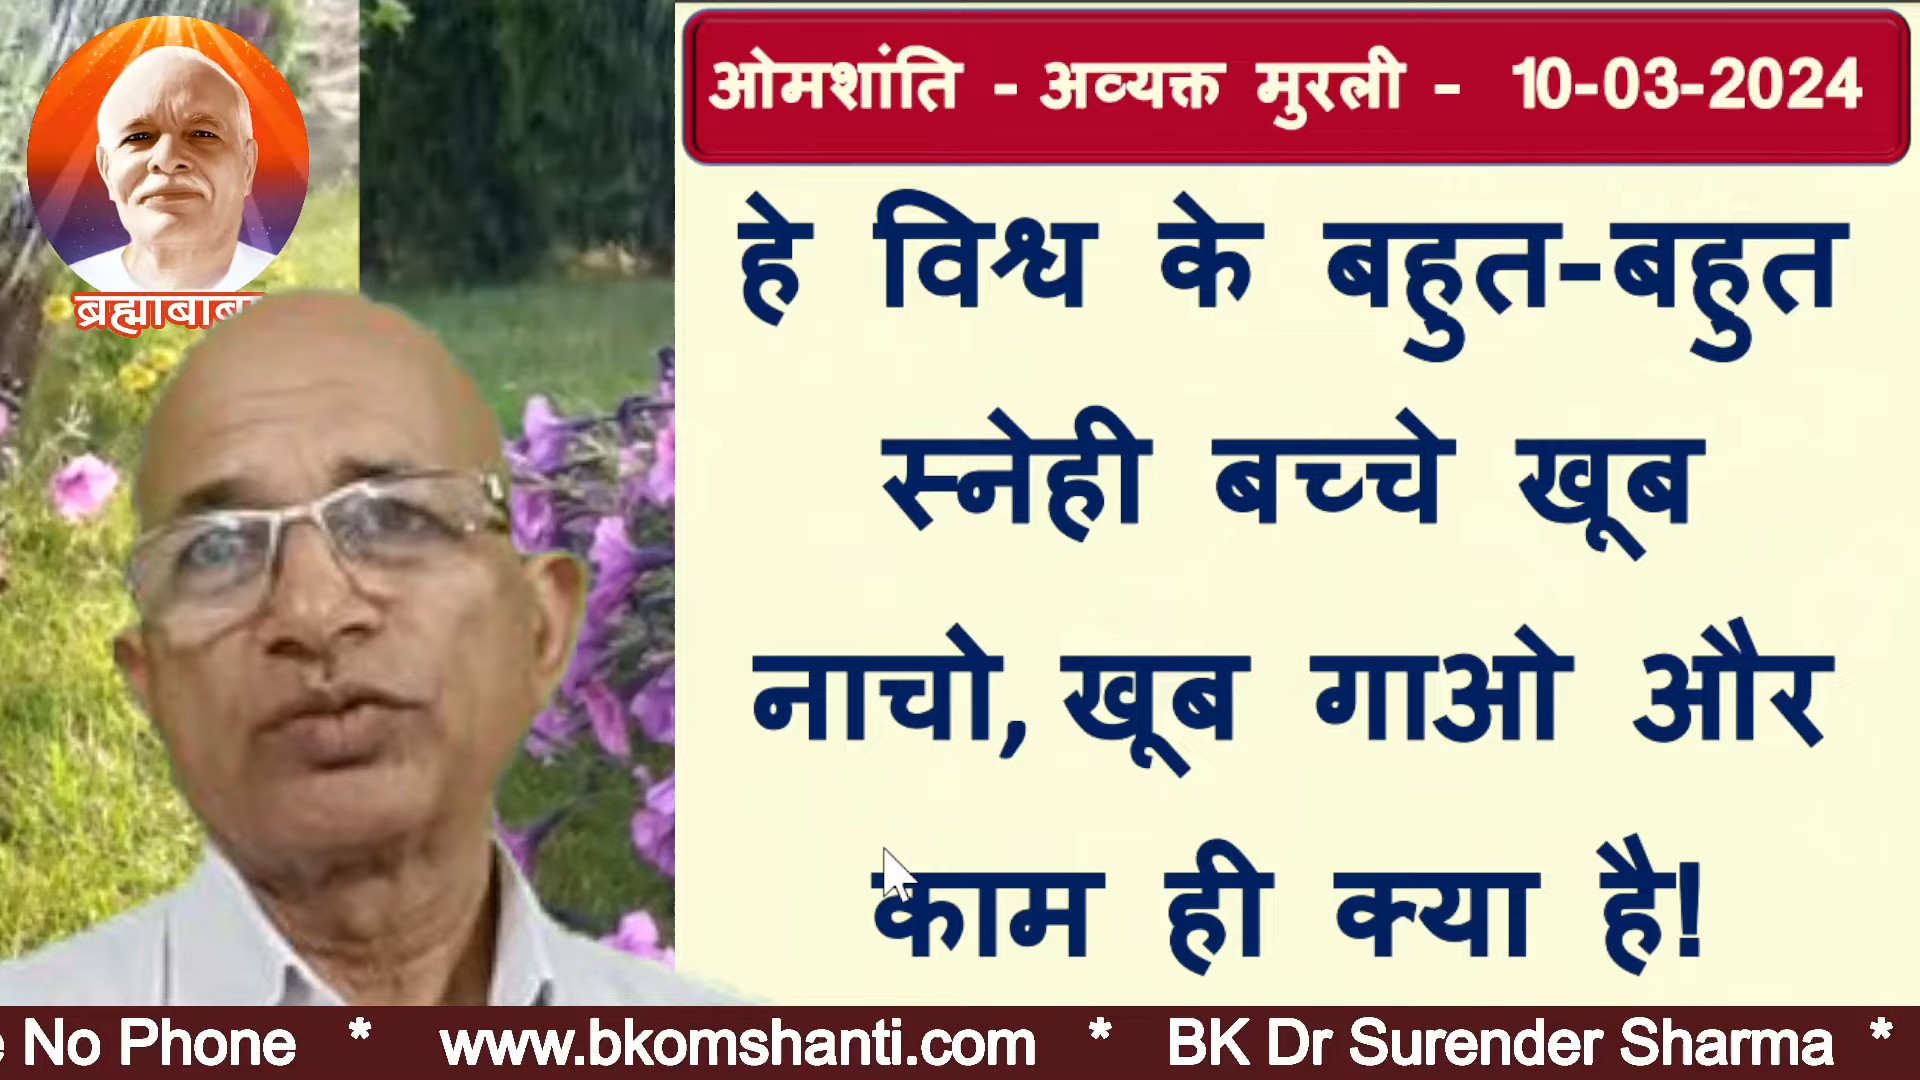 ओमशांति - अव्यक्त मुरली - 10-03-2024
ब्रह्माबाबा
हे विश्व के बहुत-बहुत
स्नेही बच्चे खूब
नाचो, खूब गाओ और
काम ही क्या है!
No Phone * www.bkomshanti.com * BK Dr Surender Sharma *